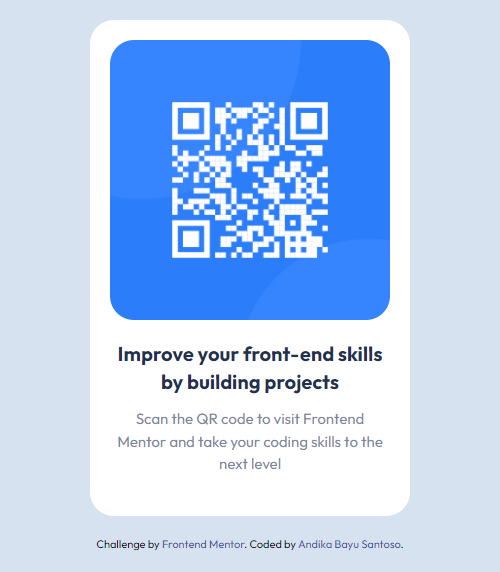 Improve your front-end skills
by building projects
Scan the QR code to visit Frontend
Mentor and take your coding skills to the
next level
Challenge by Frontend Mentor. Coded by Andika Bayu Santoso.